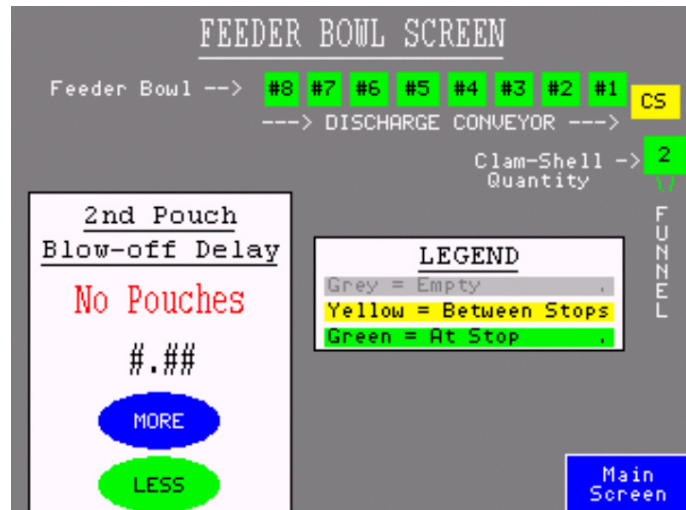 FEEDER BOWL SCREEN
Feeder Bowl --> #8 #7 #6 #5 #4 #3 #2 #1 CS
---> DISCHARGE CONVEYOR --->
Clam-Shell -> 2
Quantity
FUNNEL
2nd Pouch
Blow-off Delay
No Pouches
#.##
MORE
LESS
LEGEND
Grey = Empty .
Yellow = Between Stops
Green = At Stop .
Main
Screen